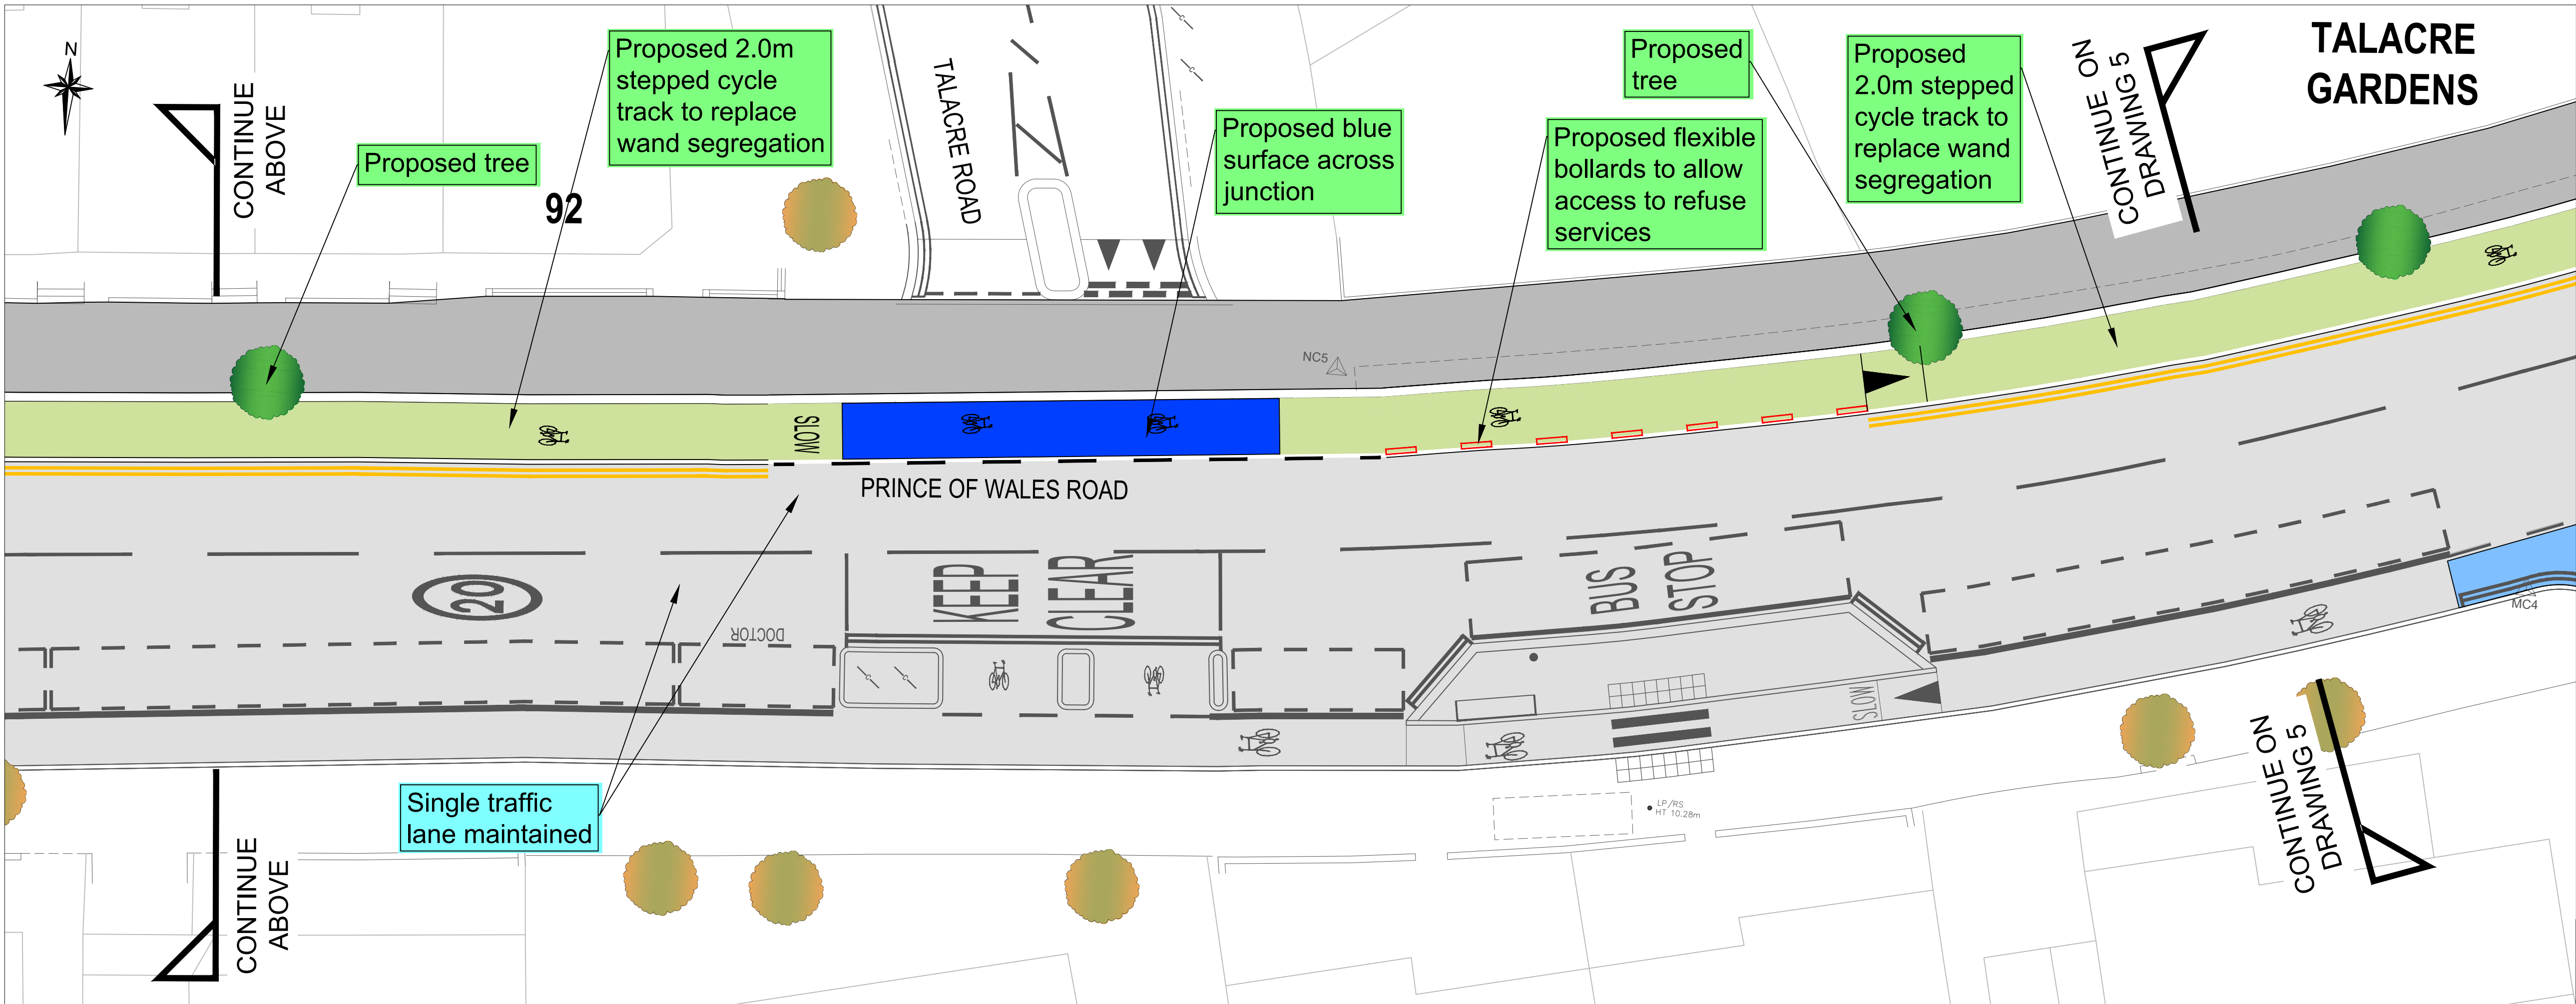 N
CONTINUE
ABOVE
Proposed tree
Proposed 2.0m
stepped cycle
track to replace
wand segregation
92
TALACRE ROAD
Proposed blue
surface across
junction
Proposed flexible
bollards to allow
access to refuse
services
Proposed
tree
Proposed
2.0m stepped
cycle track to
replace wand
segregation
CONTINUE ON
DRAWING 5
TALACRE
GARDENS
NC5
SLOW
PRINCE OF WALES ROAD
20
DOCTOR
KEEP
CLEAR
BUS
STOP
SLOW
MC4
Single traffic
lane maintained
LP/RS
HT 10.28m
CONTINUE
ABOVE
CONTINUE ON
DRAWING 5